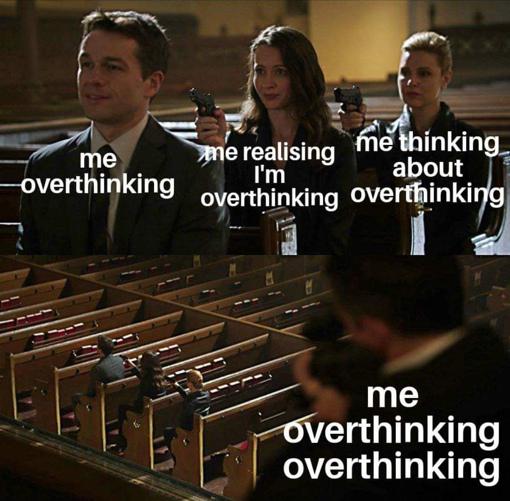 me
overthinking
me realising
I'm
overthinking
me thinking
about
overthinking
me
overthinking
overthinking